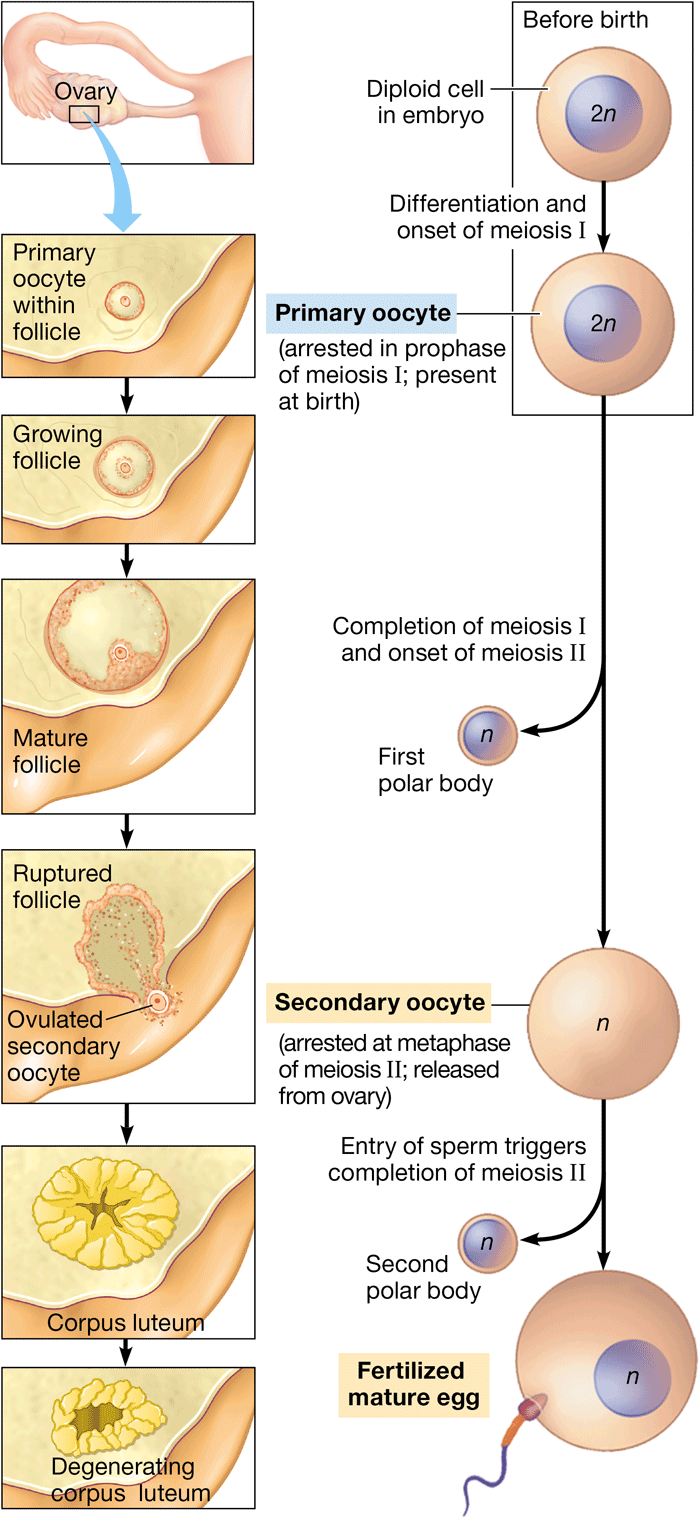 Ovary
Primary
oocyte
within
follicle
Growing
follicle
Mature
follicle
Ruptured
follicle
Ovulated
secondary
oocyte
Corpus luteum
Degenerating
corpus luteum
Before birth
Diploid cell
in embryo
2n
Differentiation and
onset of meiosis I
Primary oocyte
2n
(arrested in prophase
of meiosis I; present
at birth)
Completion of meiosis I
and onset of meiosis II
n
First
polar body
Secondary oocyte
n
(arrested at metaphase
of meiosis II; released
from ovary)
Entry of sperm triggers
completion of meiosis II
n
Second
polar body
Fertilized
mature egg
n